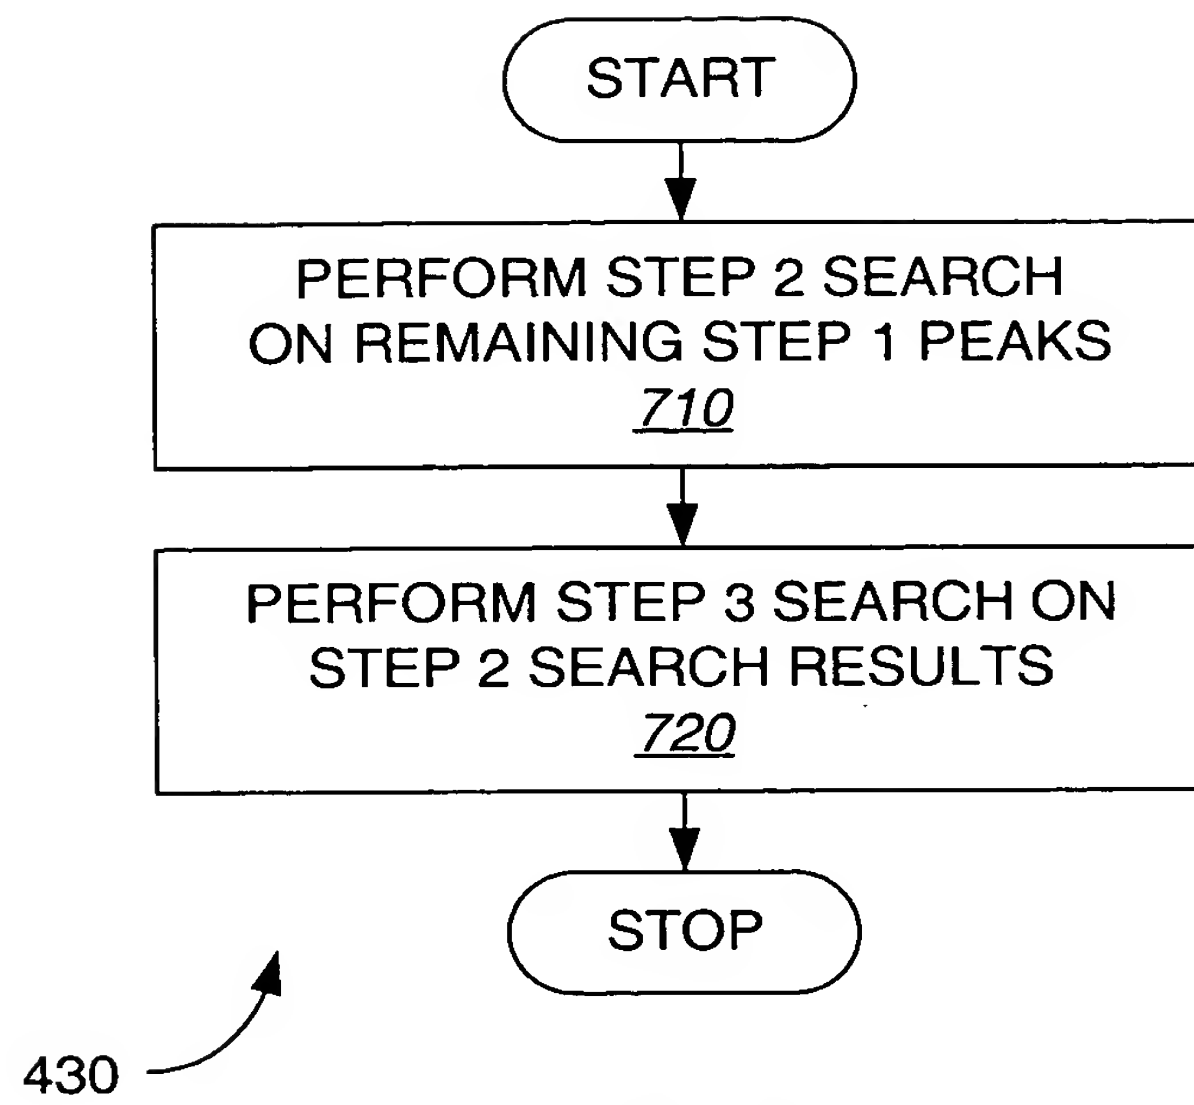 START
PERFORM STEP 2 SEARCH
ON REMAINING STEP 1 PEAKS
710
PERFORM STEP 3 SEARCH ON
STEP 2 SEARCH RESULTS
720
STOP
430